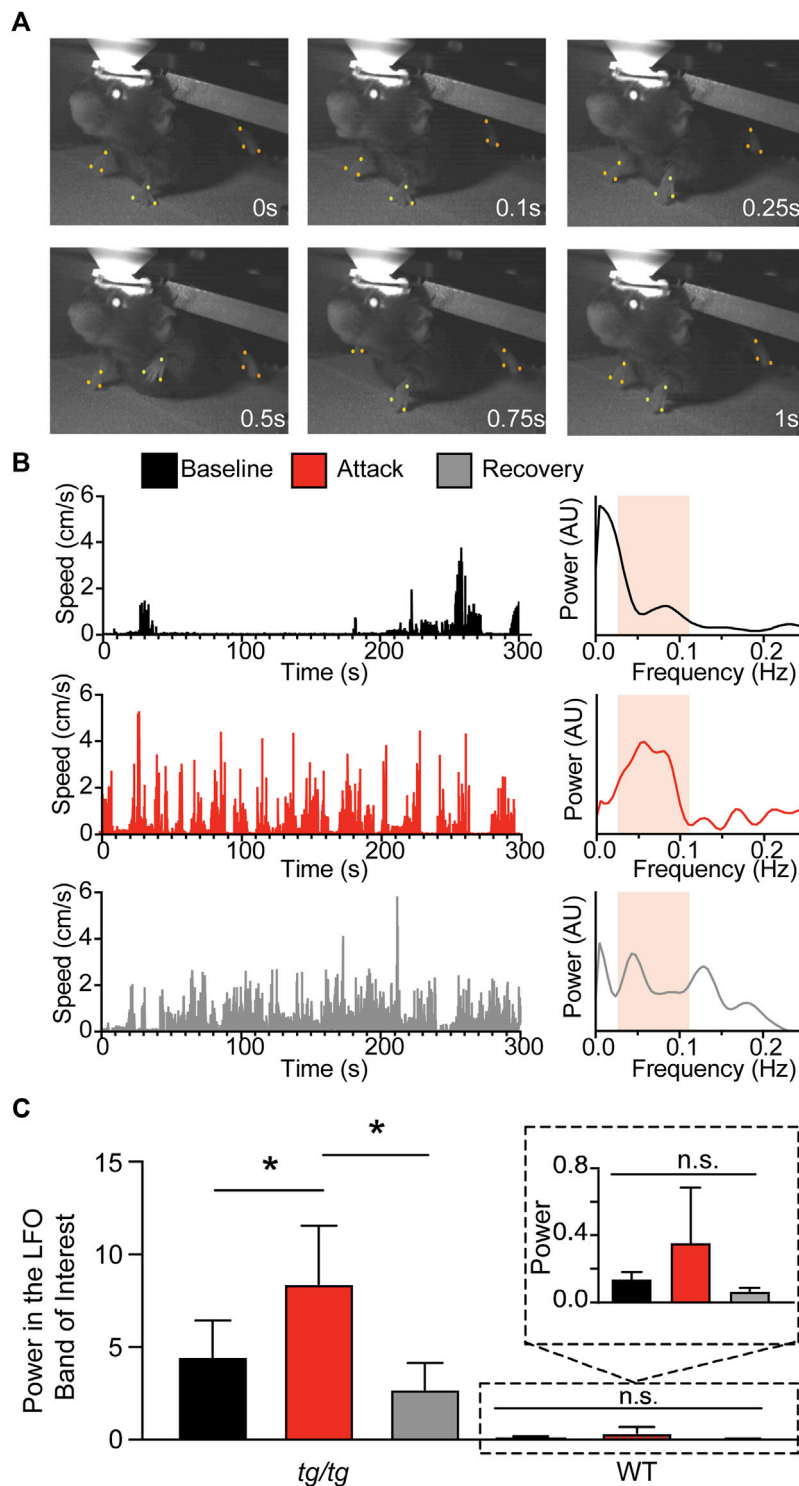 A
0s
0.1s
0.25s
0.5s
0.75s
1s
B
Baseline
Attack
Recovery
Speed (cm/s)
6
4
2
0
0
100
200
300
Time (s)
Power (AU)
0.0
0.1
0.2
Frequency (Hz)
Speed (cm/s)
6
4
2
0
0
100
200
300
Time (s)
Power (AU)
0.0
0.1
0.2
Frequency (Hz)
Speed (cm/s)
6
4
2
0
0
100
200
300
Time (s)
Power (AU)
0.0
0.1
0.2
Frequency (Hz)
C
Power in the LFO
Band of Interest
15
10
5
0
*
*
tg/tg
Power
0.8
0.4
0.0
n.s.
n.s.
WT